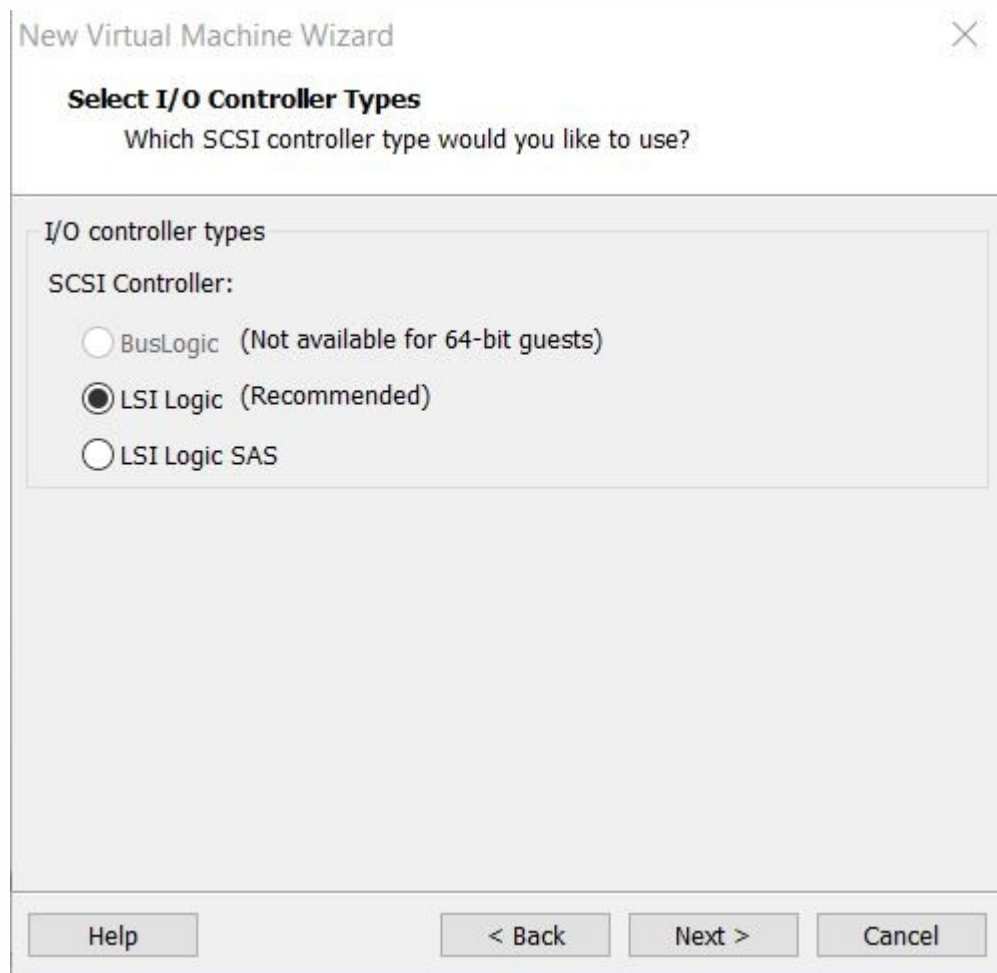 New Virtual Machine Wizard
Select I/O Controller Types
Which SCSI controller type would you like to use?
I/O controller types
SCSI Controller:
BusLogic (Not available for 64-bit guests)
LSI Logic (Recommended)
LSI Logic SAS
Help < Back Next > Cancel